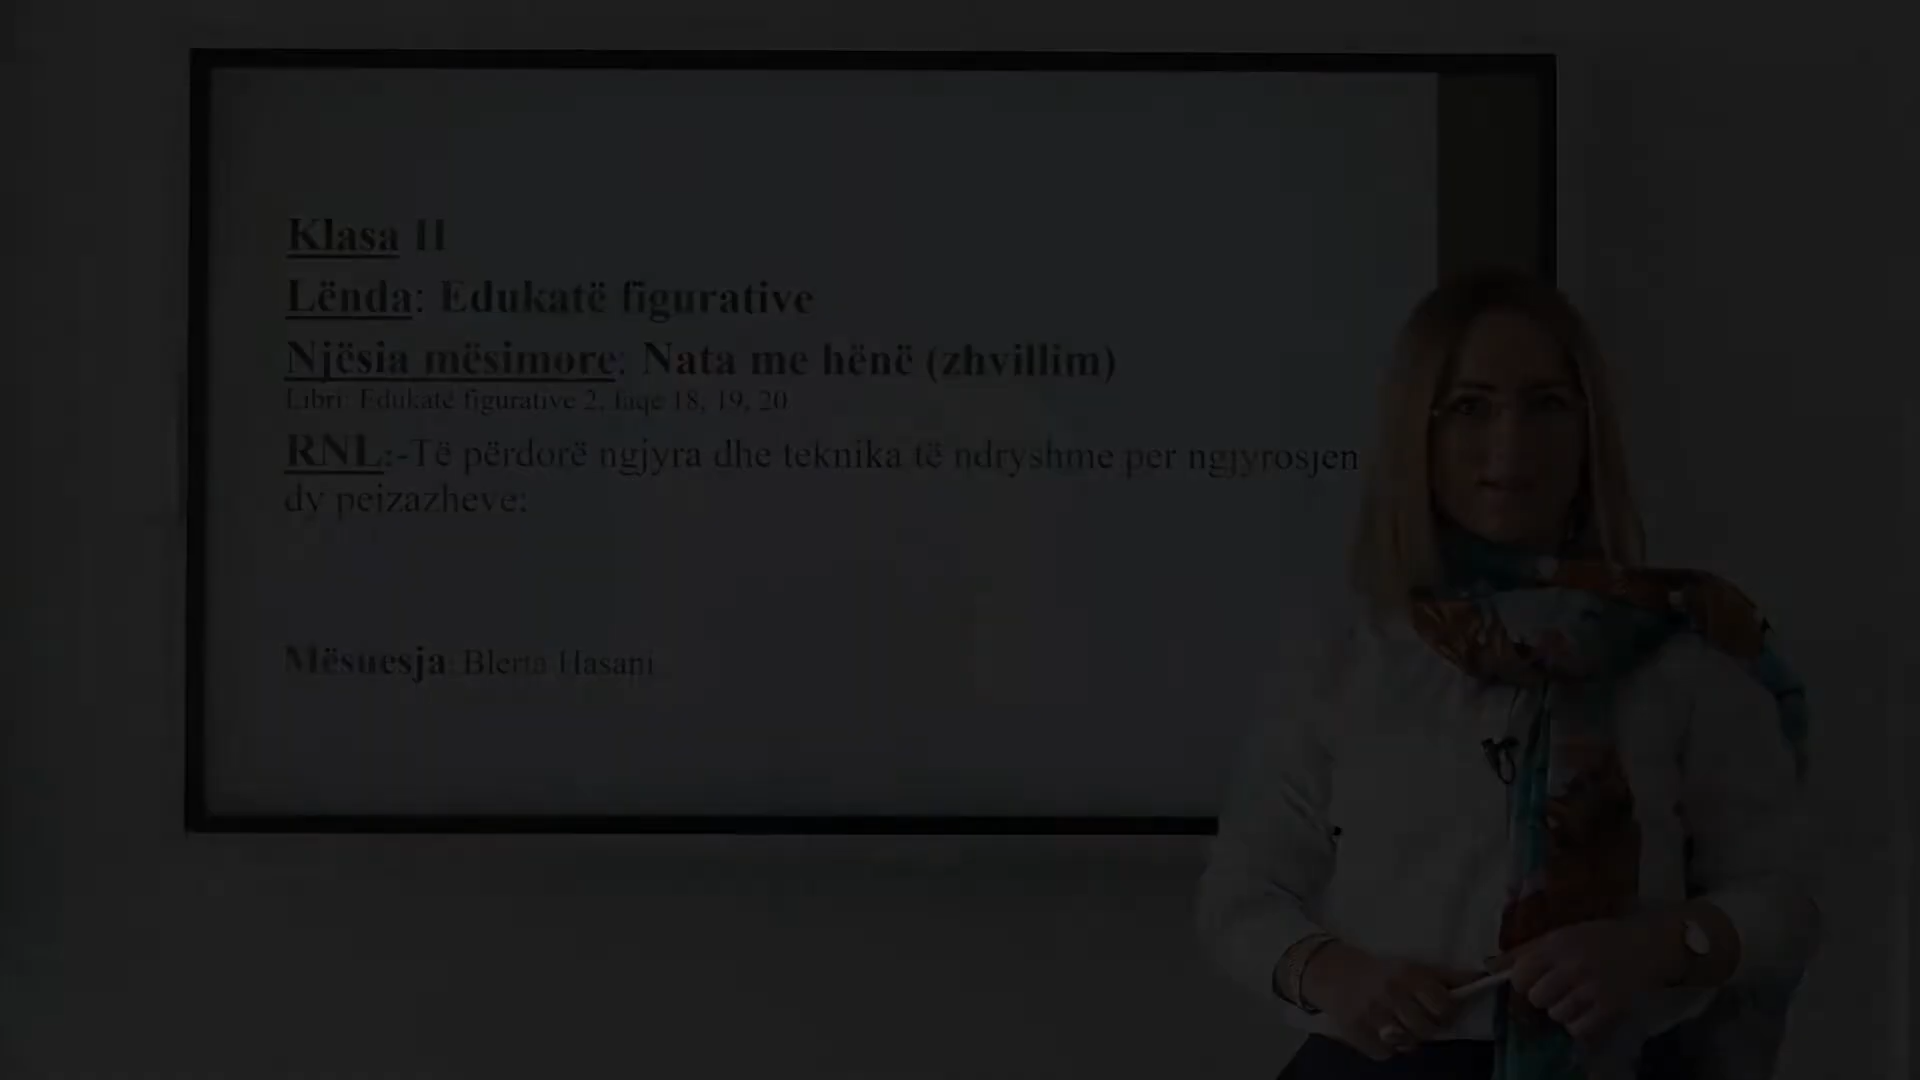 Klasa II
Lënda: Edukatë figurative
Njësia mësimore: Nata me hënë (zhvillim)
Libri: Edukatë figurative 2, faqe 18, 19, 20
RNL:-Të përdorë ngjyra dhe teknika të ndryshme per ngjyrosjen
dy peizazheve:
Mësuesja: Blerta Hasani